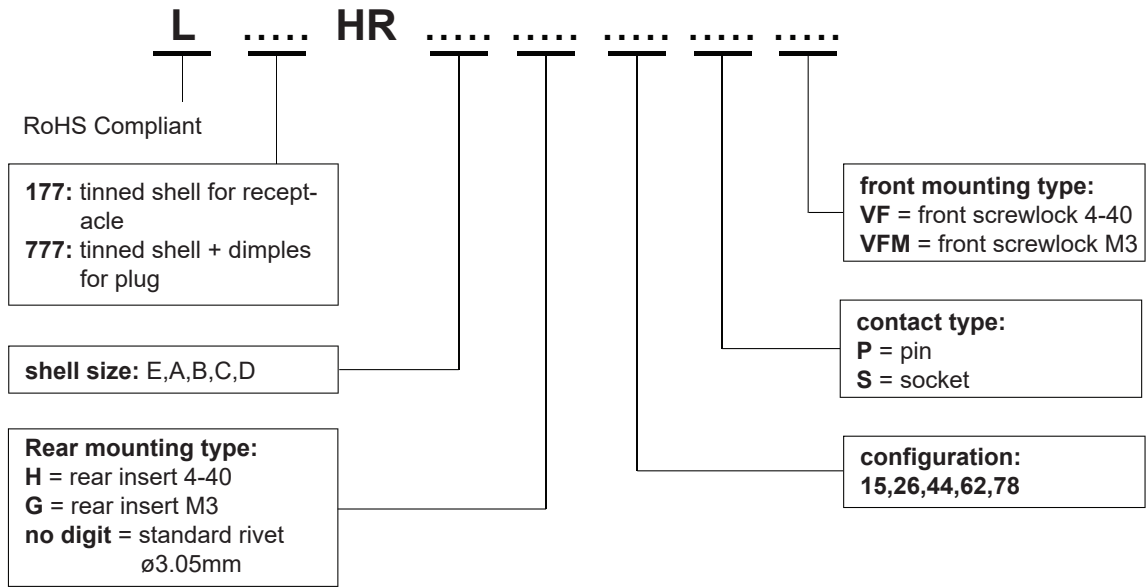 L ..... HR ..... ..... ..... ..... .....
RoHS Compliant
177: tinned shell for recept-
acle
777: tinned shell + dimples
for plug
shell size: E,A,B,C,D
Rear mounting type:
H = rear insert 4-40
G = rear insert M3
no digit = standard rivet
ø3.05mm
front mounting type:
VF = front screwlock 4-40
VFM = front screwlock M3
contact type:
P = pin
S = socket
configuration:
15,26,44,62,78